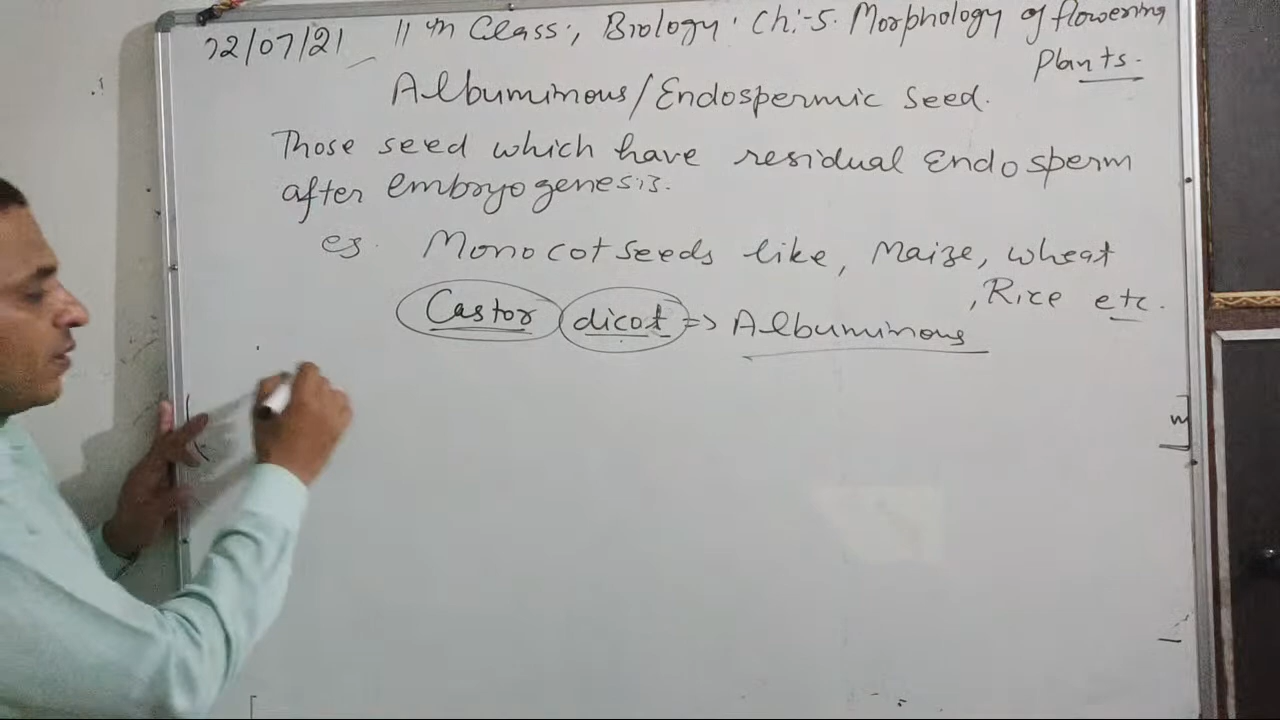 22/07/21 11th Class:, Biology: Ch:-5. Morphology of flowering
Plants.
Albuminous/Endospermic Seed.
Those seed which have residual Endosperm
after embryogenesis.
eg. Monocot seeds like, Maize, wheat
, Rice etc.
Castor dicot => Albuminous